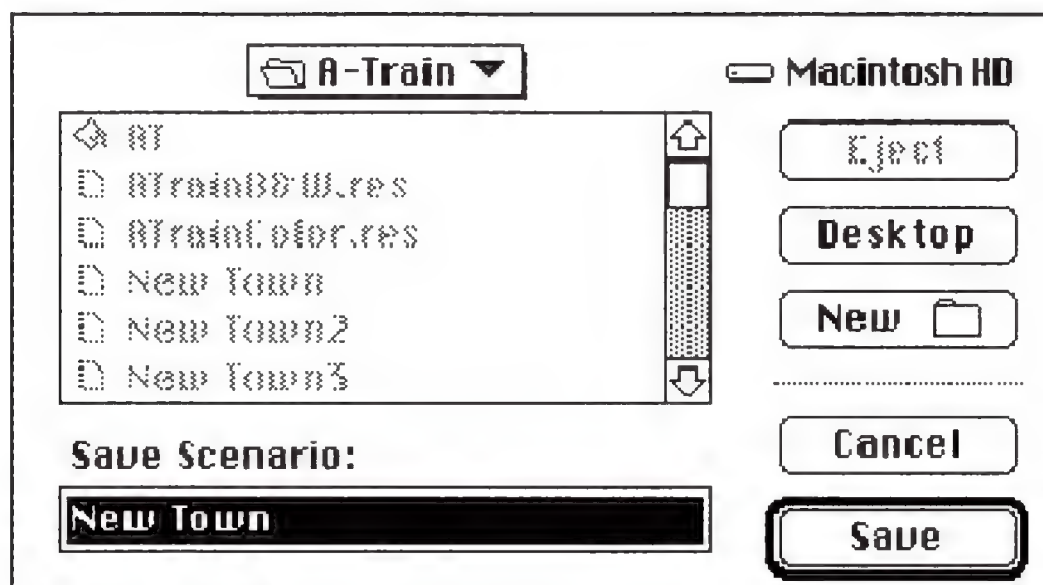 A-Train
Macintosh HD
AT
ATrainB&W.res
ATrainColor.res
New Town
New Town2
New Town3
Eject
Desktop
New
Save Scenario:
New Town
Cancel
Save